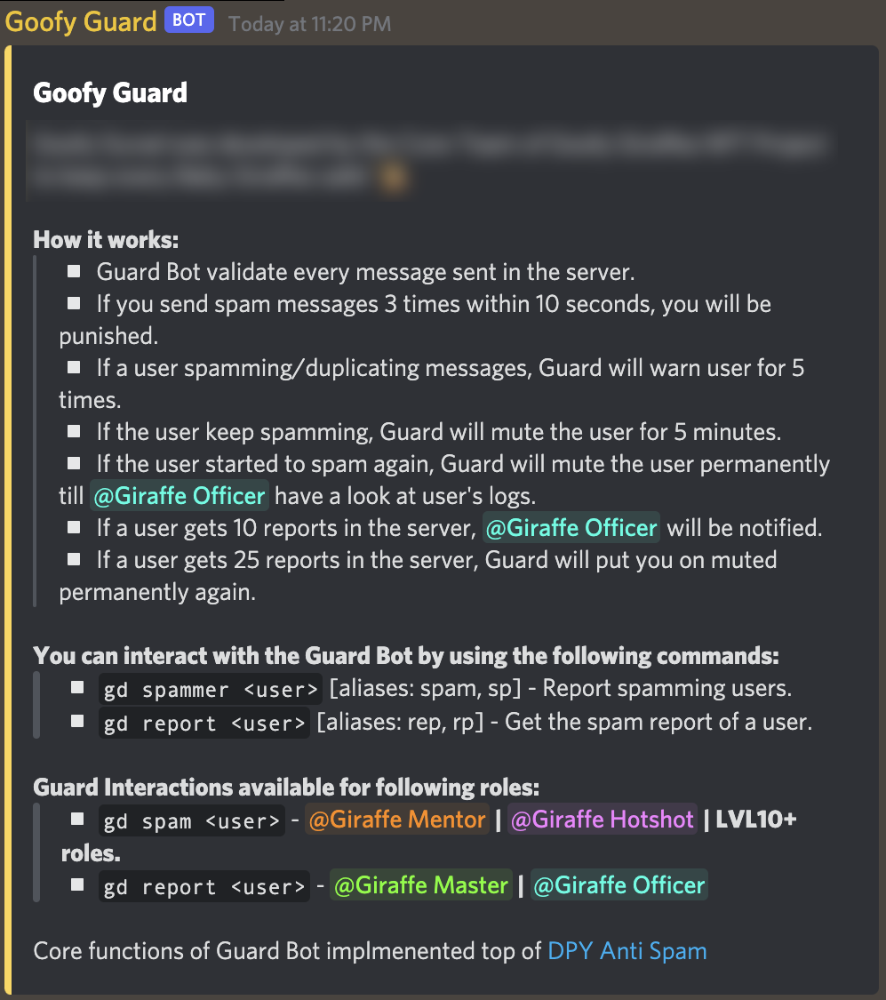 Goofy Guard BOT Today at 11:20 PM
Goofy Guard
How it works:
Guard Bot validate every message sent in the server.
If you send spam messages 3 times within 10 seconds, you will be
punished.
If a user spamming/duplicating messages, Guard will warn user for 5
times.
If the user keep spamming, Guard will mute the user for 5 minutes.
If the user started to spam again, Guard will mute the user permanently
till @Giraffe Officer have a look at user's logs.
If a user gets 10 reports in the server, @Giraffe Officer will be notified.
If a user gets 25 reports in the server, Guard will put you on muted
permanently again.
You can interact with the Guard Bot by using the following commands:
gd spammer <user> [aliases: spam, sp] - Report spamming users.
gd report <user> [aliases: rep, rp] - Get the spam report of a user.
Guard Interactions available for following roles:
gd spam <user> - @Giraffe Mentor | @Giraffe Hotshot | LVL10+
roles.
gd report <user> - @Giraffe Master | @Giraffe Officer
Core functions of Guard Bot implmenented top of DPY Anti Spam